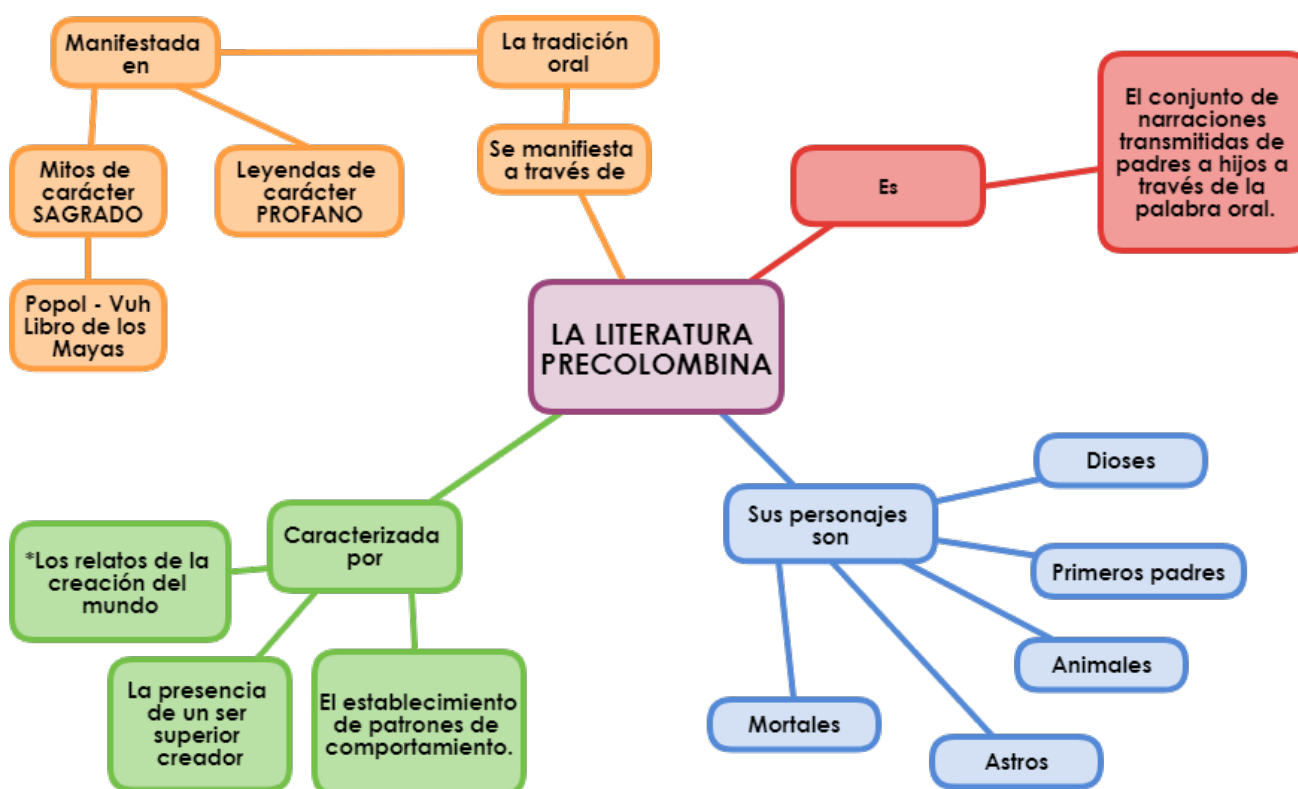 Manifestada
en
La tradición
oral
El conjunto de
narraciones
transmitidas de
padres a hijos a
través de la
palabra oral.
Se manifiesta
a través de
Mitos de
carácter
SAGRADO
Leyendas de
carácter
PROFANO
Es
Popol - Vuh
Libro de los
Mayas
LA LITERATURA
PRECOLOMBINA
Dioses
Sus personajes
son
Caracterizada
por
*Los relatos de la
creación del
mundo
Primeros padres
Animales
La presencia
de un ser
superior
creador
El establecimiento
de patrones de
comportamiento.
Mortales
Astros